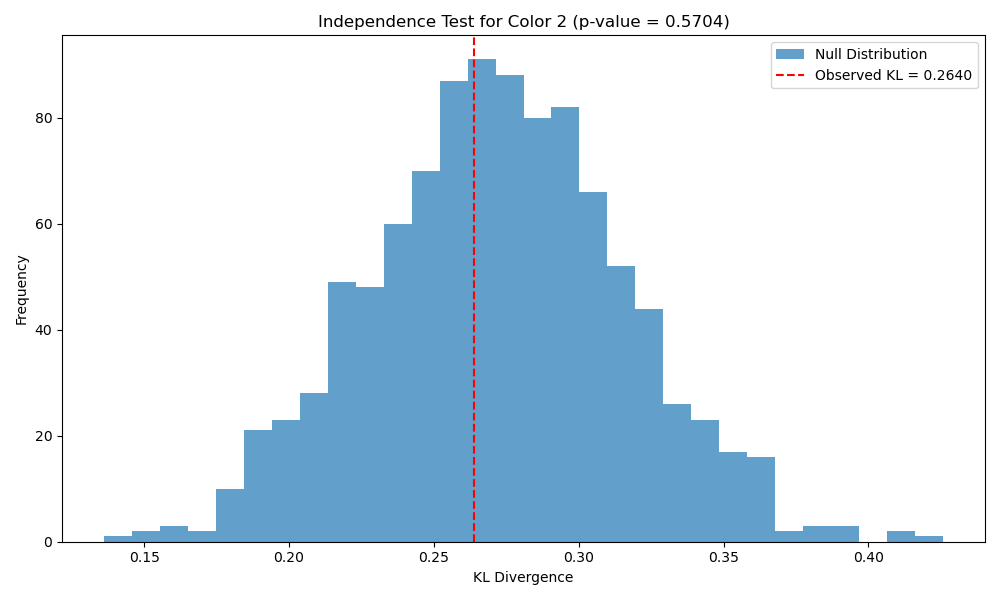 Independence Test for Color 2 (p-value = 0.5704)
Null Distribution
Observed KL = 0.2640
Frequency
80
60
40
20
0
0.15 0.20 0.25 0.30 0.35 0.40
KL Divergence